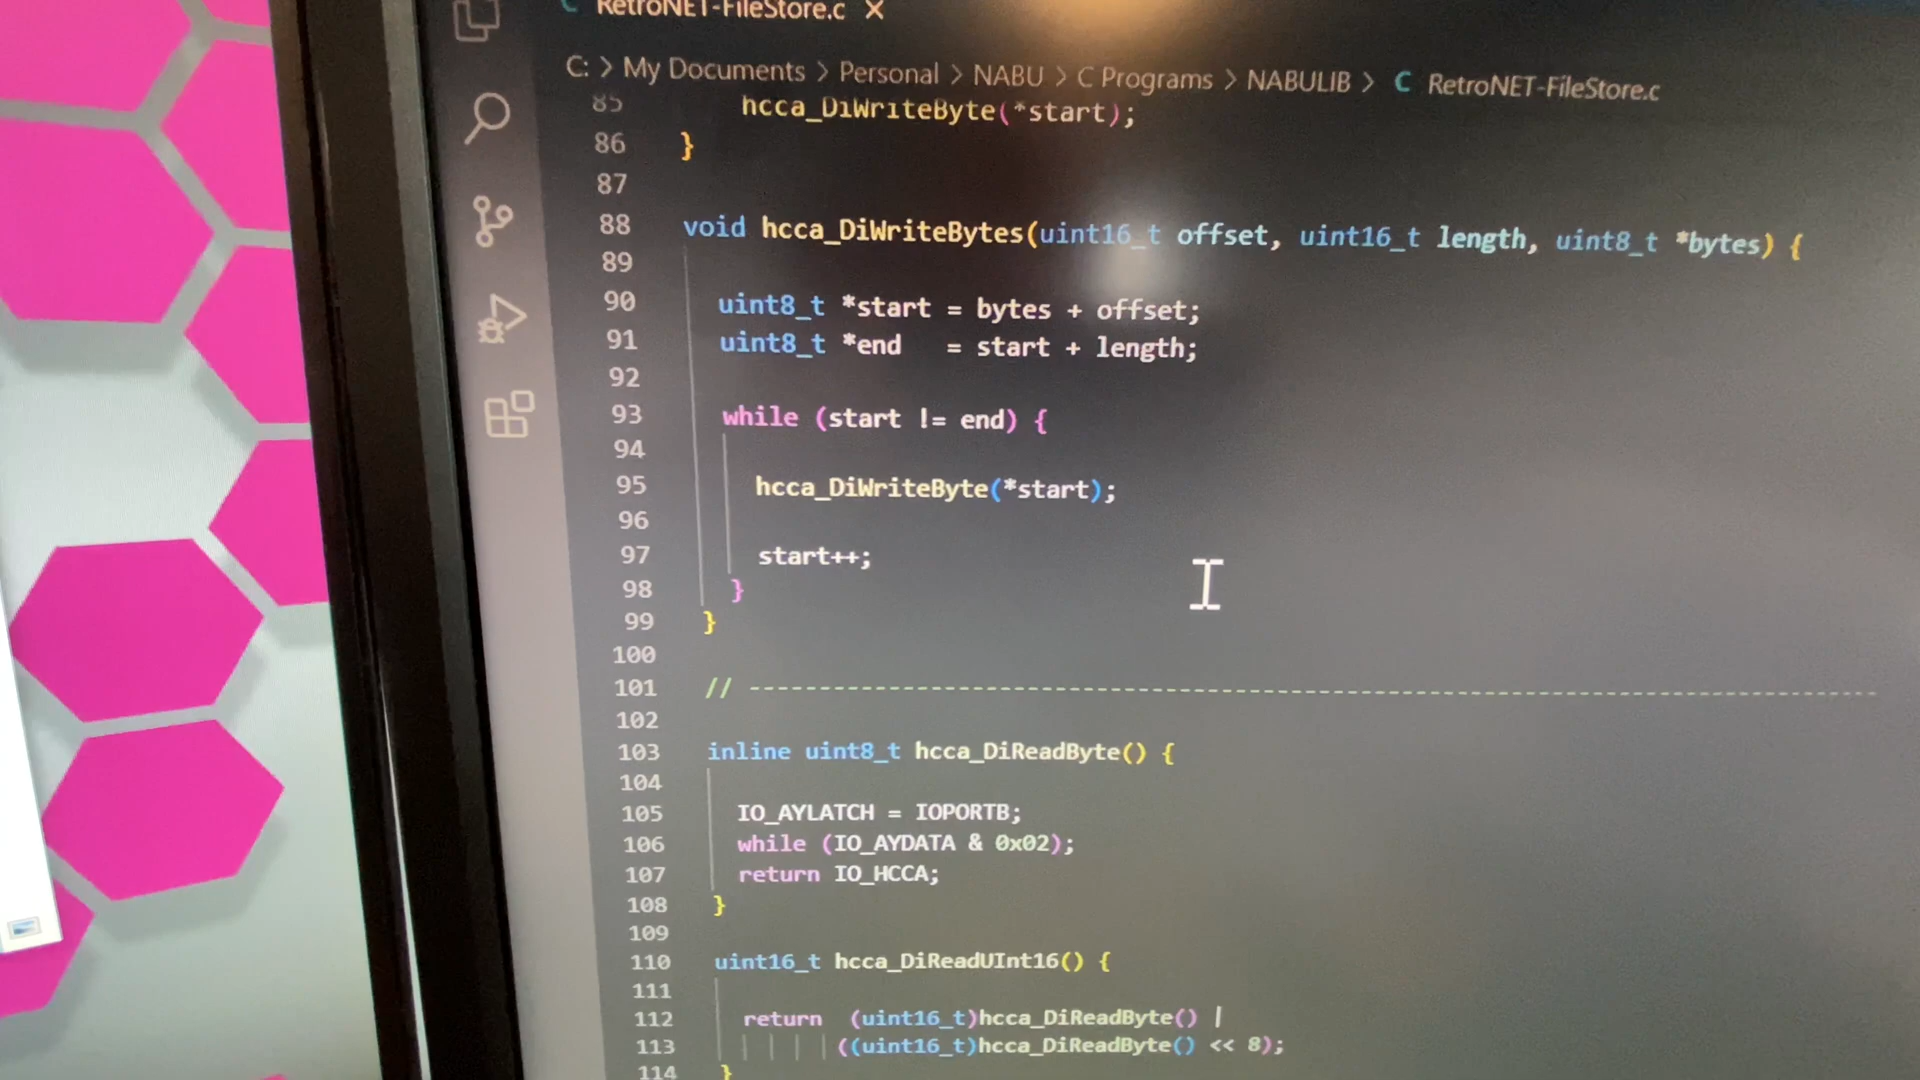 RetroNET-FileStore.c ×
C: > My Documents > Personal > NABU > C Programs > NABULIB > C RetroNET-FileStore.c
85 hcca_DiWriteByte(*start);
86 }
87
88 void hcca_DiWriteBytes(uint16_t offset, uint16_t length, uint8_t *bytes) {
89
90 uint8_t *start = bytes + offset;
91 uint8_t *end = start + length;
92
93 while (start != end) {
94
95 hcca_DiWriteByte(*start);
96
97 start++;
98 }
99 }
100
101 // --------------------------------------------------------------------------------
102
103 inline uint8_t hcca_DiReadByte() {
104
105 IO_AYLATCH = IOPORTB;
106 while (IO_AYDATA & 0x02);
107 return IO_HCCA;
108 }
109
110 uint16_t hcca_DiReadUInt16() {
111
112 return (uint16_t)hcca_DiReadByte() |
113 ((uint16_t)hcca_DiReadByte() << 8);
114 }